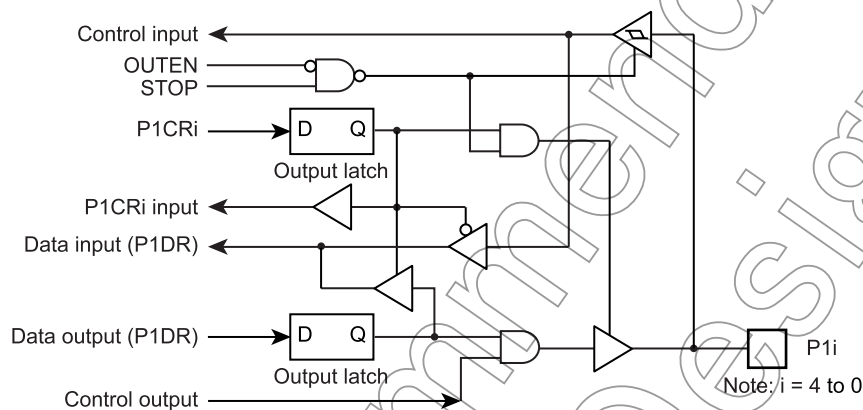 Control input
OUTEN
STOP
P1CRi
D Q
Output latch
P1CRi input
Data input (P1DR)
Data output (P1DR)
D Q
P1i
Output latch
Note: i = 4 to 0
Control output